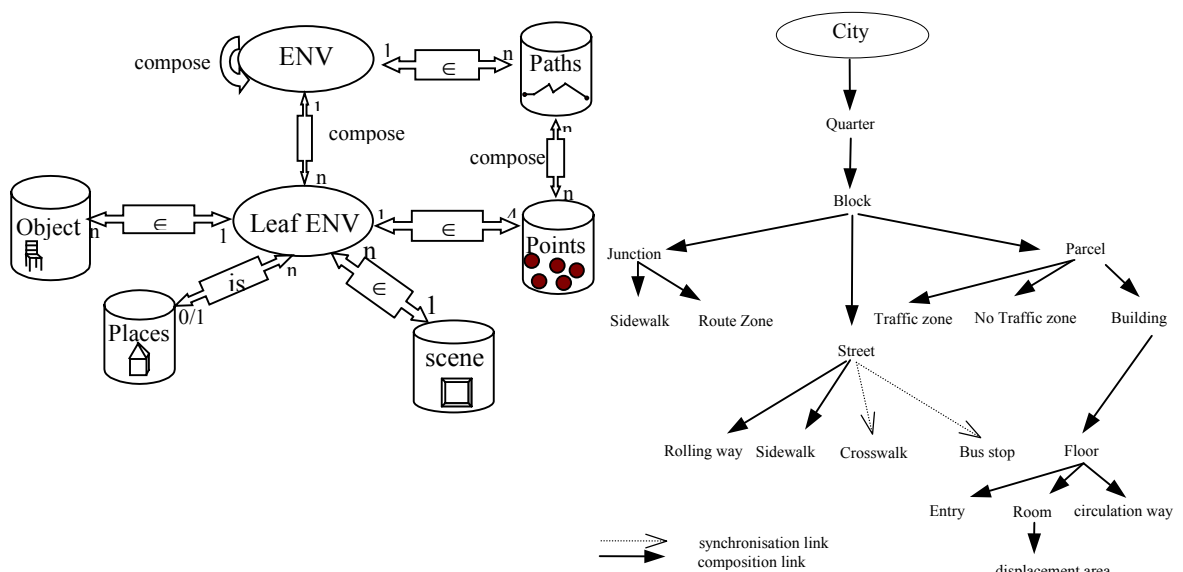 ENV
compose
1
∈
n
Paths
1
compose
n
n
compose
n
Object
n
∈
1
Leaf ENV
1
∈
Points
n
is
0/1
Places
n
∈
1
scene
City
Quarter
Block
Junction
Parcel
Sidewalk
Route Zone
Traffic zone
No Traffic zone
Building
Street
Rolling way
Sidewalk
Crosswalk
Bus stop
Floor
Entry
Room
circulation way
displacement area
synchronisation link
composition link